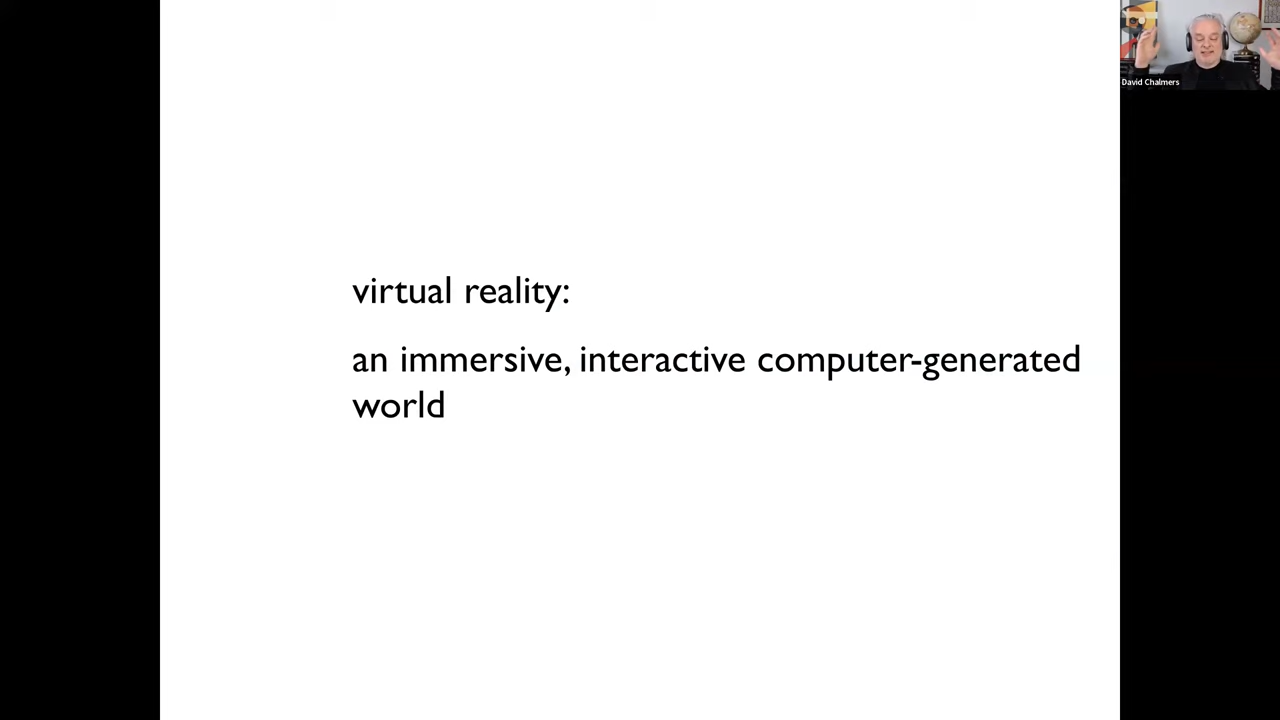 David Chalmers
virtual reality:
an immersive, interactive computer-generated
world